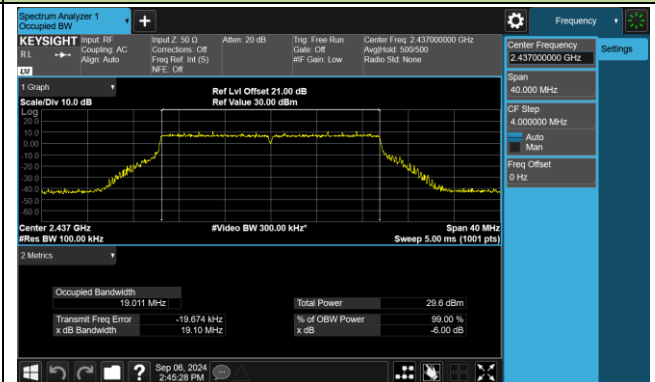 Spectrum Analyzer 1
Occupied BW
+
Frequency
KEYSIGHT
RL
LXI
Input: RF
Coupling: AC
Align: Auto
Input Z: 50 Ω
Corrections: Off
Freq Ref: Int (S)
NFE: Off
Atten: 20 dB
Trig: Free Run
Gate: Off
#IF Gain: Low
Center Freq: 2.437000000 GHz
Avg|Hold: 500/500
Radio Std: None
Center Frequency
2.437000000 GHz
Settings
Span
40.000 MHz
CF Step
4.000000 MHz
Auto
Man
Freq Offset
0 Hz
1 Graph
Scale/Div 10.0 dB
Ref Lvl Offset 21.00 dB
Ref Value 30.00 dBm
Log
20.0
10.0
0.00
-10.0
-20.0
-30.0
-40.0
-50.0
-60.0
Center 2.437 GHz
#Res BW 100.00 kHz
#Video BW 300.00 kHz*
Span 40 MHz
Sweep 5.00 ms (1001 pts)
2 Metrics
Occupied Bandwidth
19.011 MHz
Total Power 29.6 dBm
Transmit Freq Error -19.674 kHz
% of OBW Power 99.00 %
x dB Bandwidth 19.10 MHz
x dB -6.00 dB
?
Sep 06, 2024
2:45:28 PM